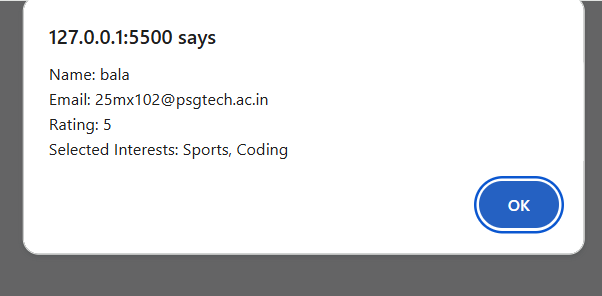 127.0.0.1:5500 says
Name: bala
Email: 25mx102@psgtech.ac.in
Rating: 5
Selected Interests: Sports, Coding
OK